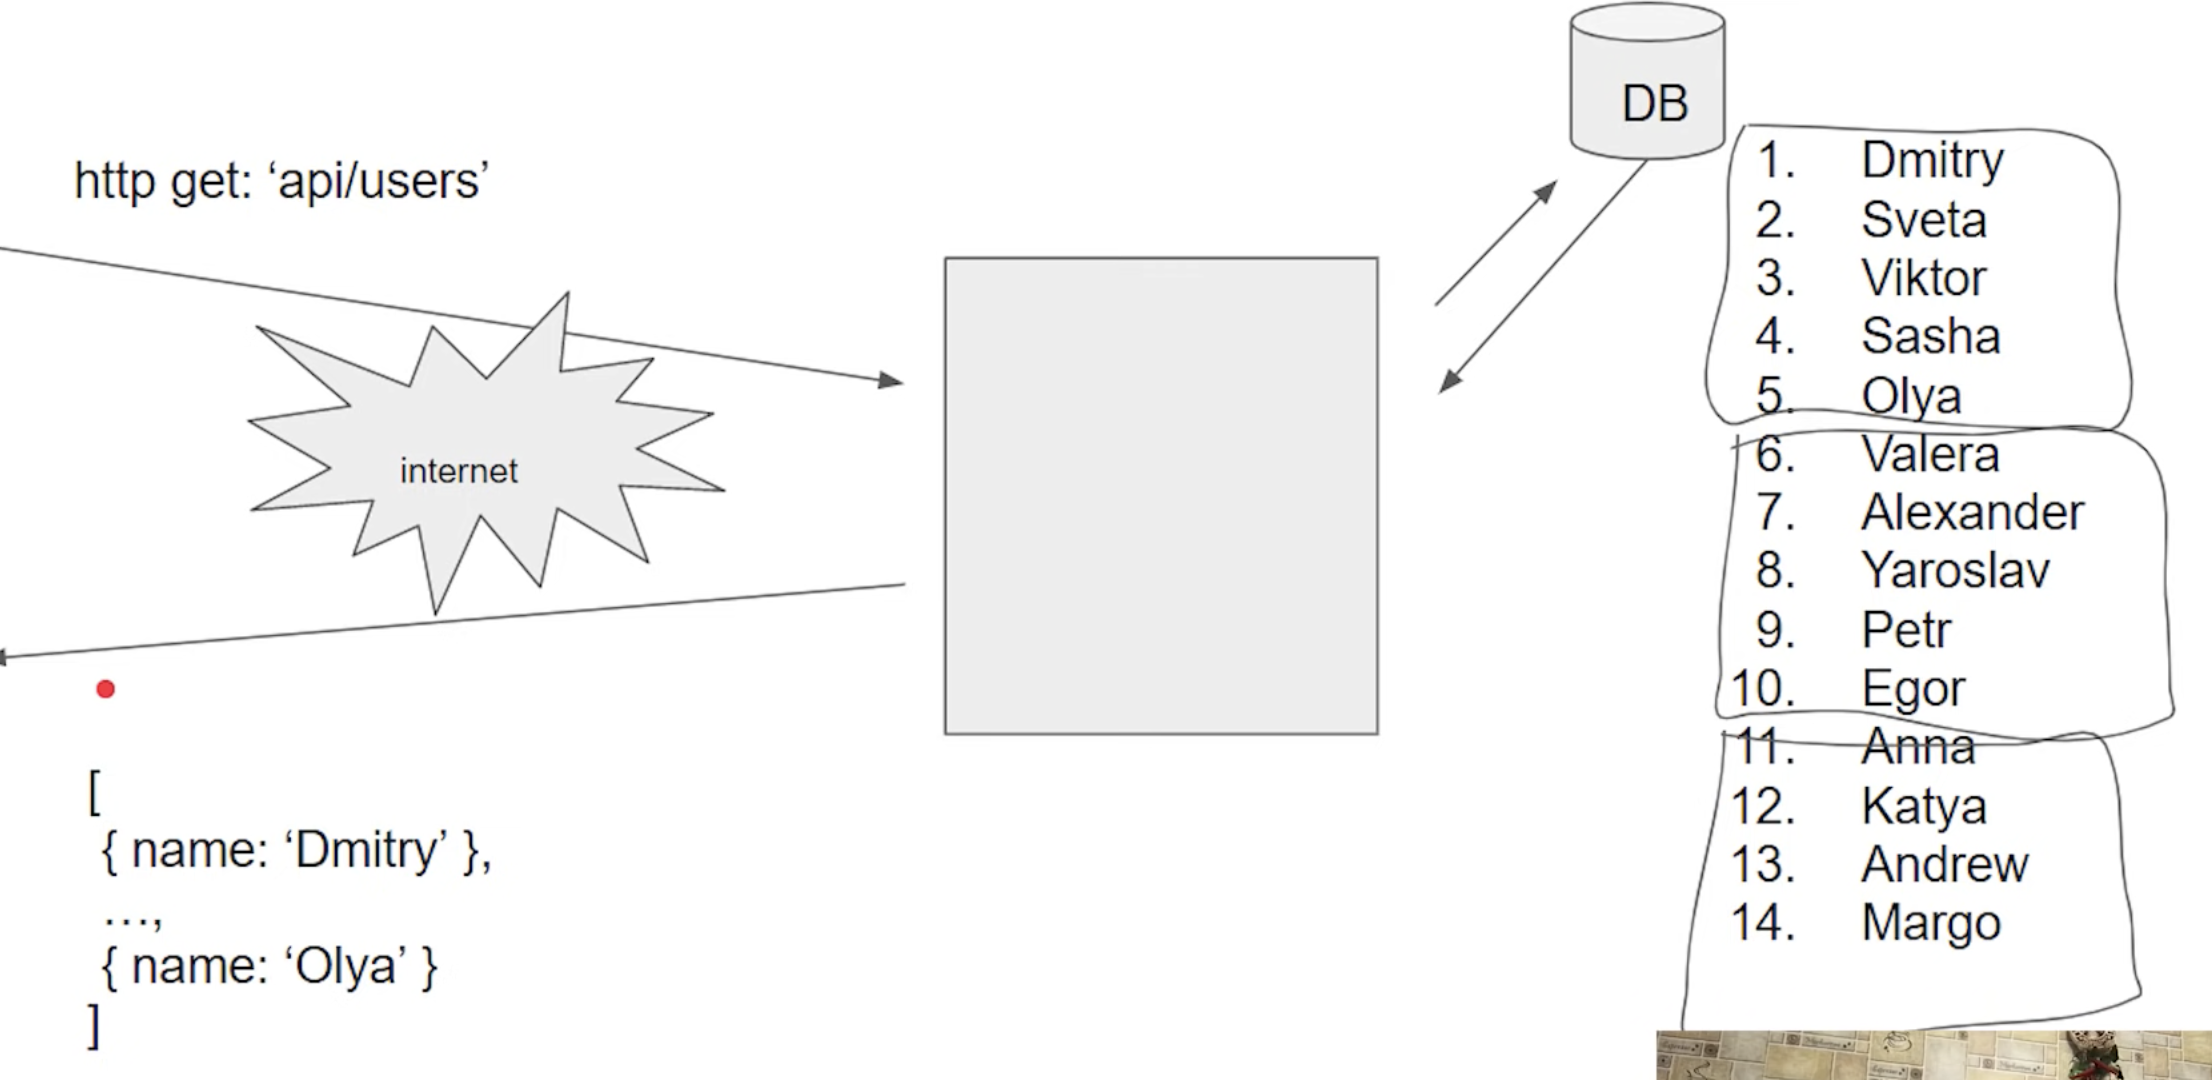 http get: ‘api/users’
internet
[
{ name: ‘Dmitry’ },
…,
{ name: ‘Olya’ }
]
DB
1. Dmitry
2. Sveta
3. Viktor
4. Sasha
5. Olya
6. Valera
7. Alexander
8. Yaroslav
9. Petr
10. Egor
11. Anna
12. Katya
13. Andrew
14. Margo